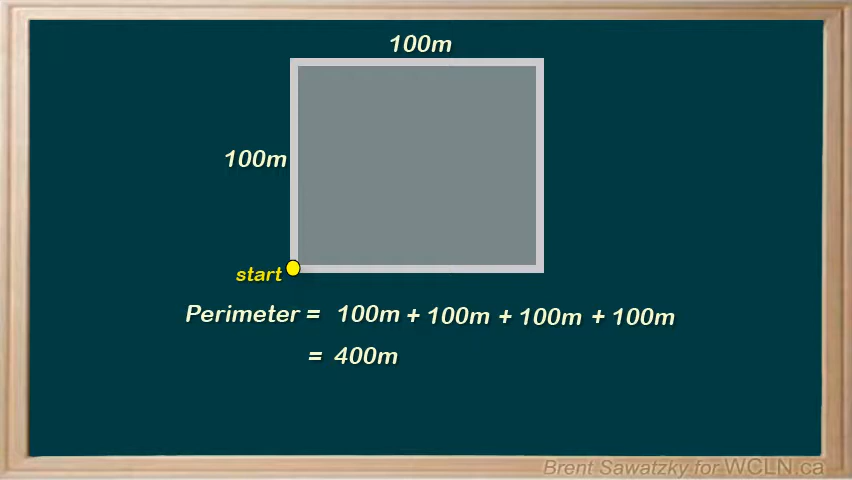 100m
100m
start
Perimeter = 100m + 100m + 100m + 100m
= 400m
Brent Sawatzky for WCLN.ca